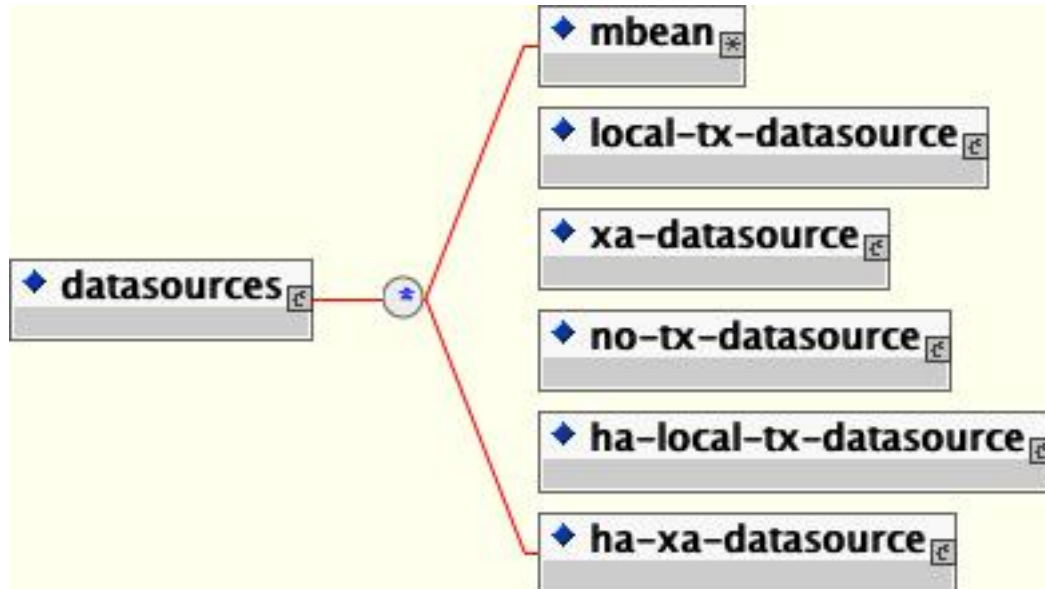 mbean
local-tx-datasource
xa-datasource
datasources
no-tx-datasource
ha-local-tx-datasource
ha-xa-datasource